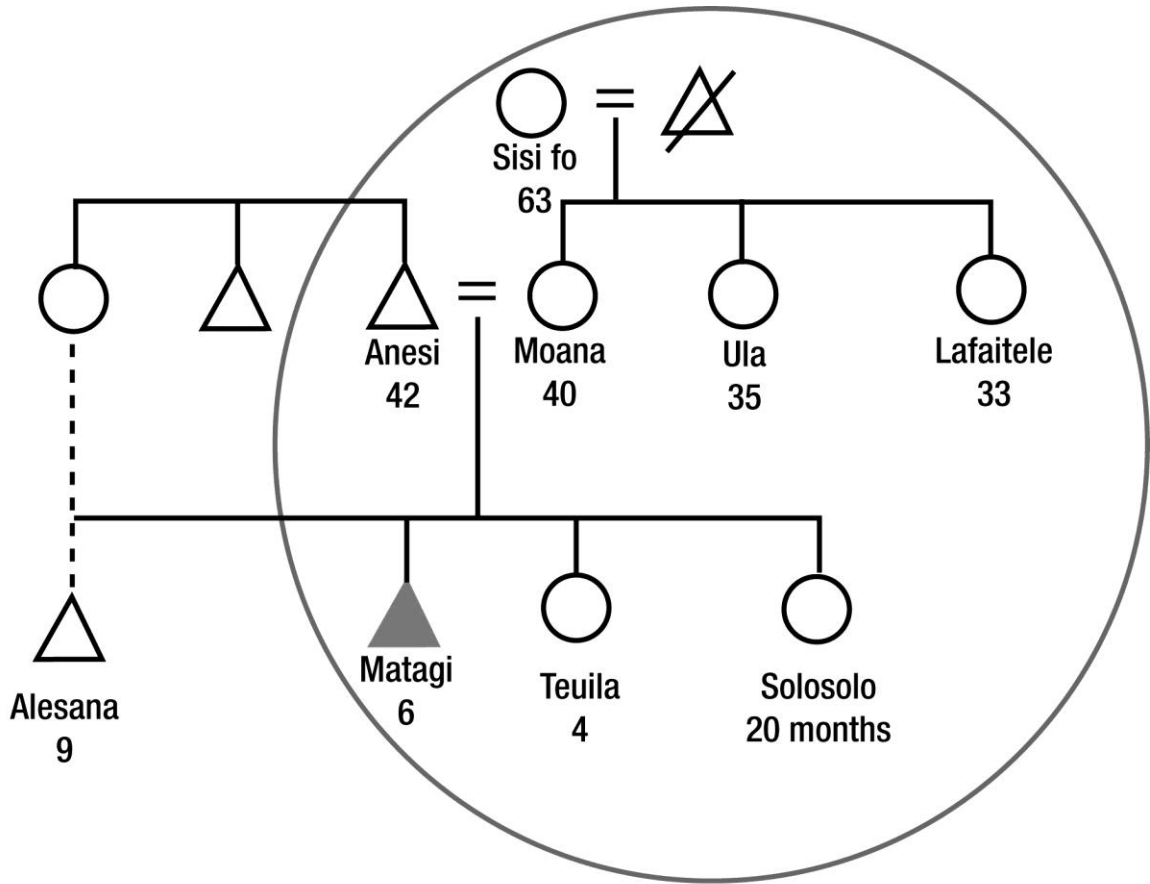 Sisi fo
63
Anesi
42
Moana
40
Ula
35
Lafaitele
33
Alesana
9
Matagi
6
Teuila
4
Solosolo
20 months